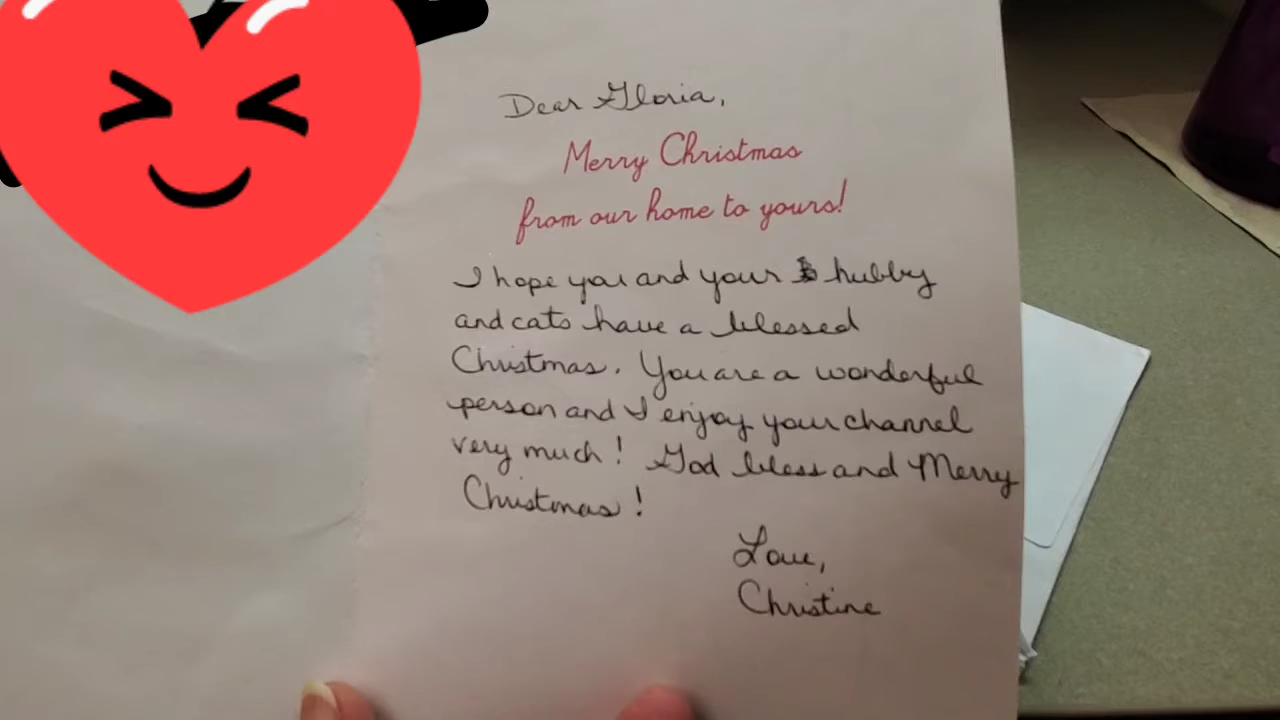 Dear Gloria,
Merry Christmas
from our home to yours!
I hope you and your hubby
and cats have a blessed
Christmas. You are a wonderful
person and I enjoy your channel
very much! God bless and Merry
Christmas!
Love,
Christine